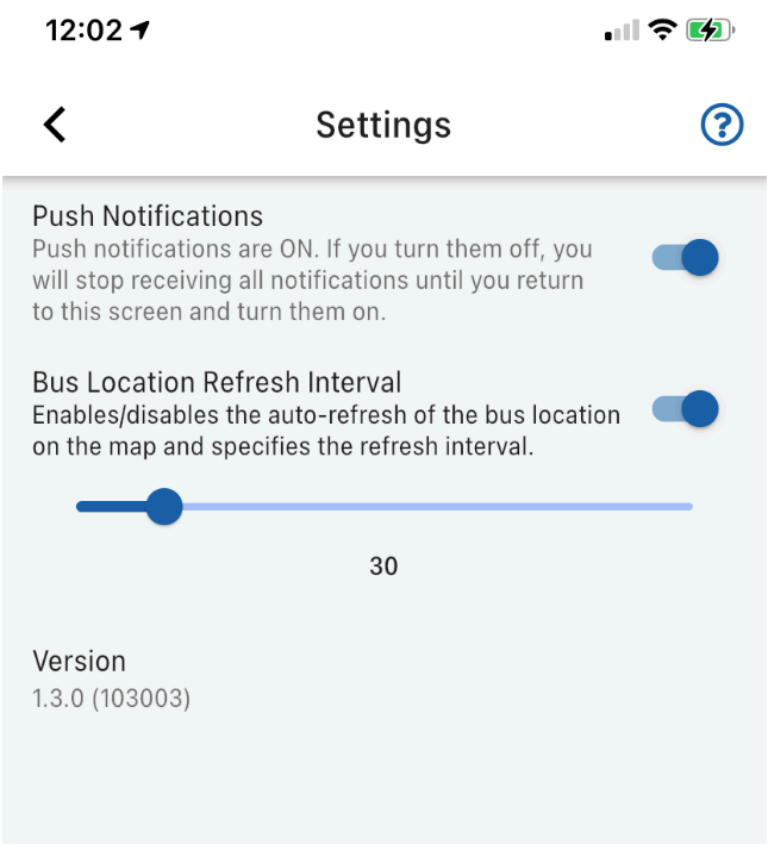 12:02
Settings
Push Notifications
Push notifications are ON. If you turn them off, you
will stop receiving all notifications until you return
to this screen and turn them on.
Bus Location Refresh Interval
Enables/disables the auto-refresh of the bus location
on the map and specifies the refresh interval.
30
Version
1.3.0 (103003)